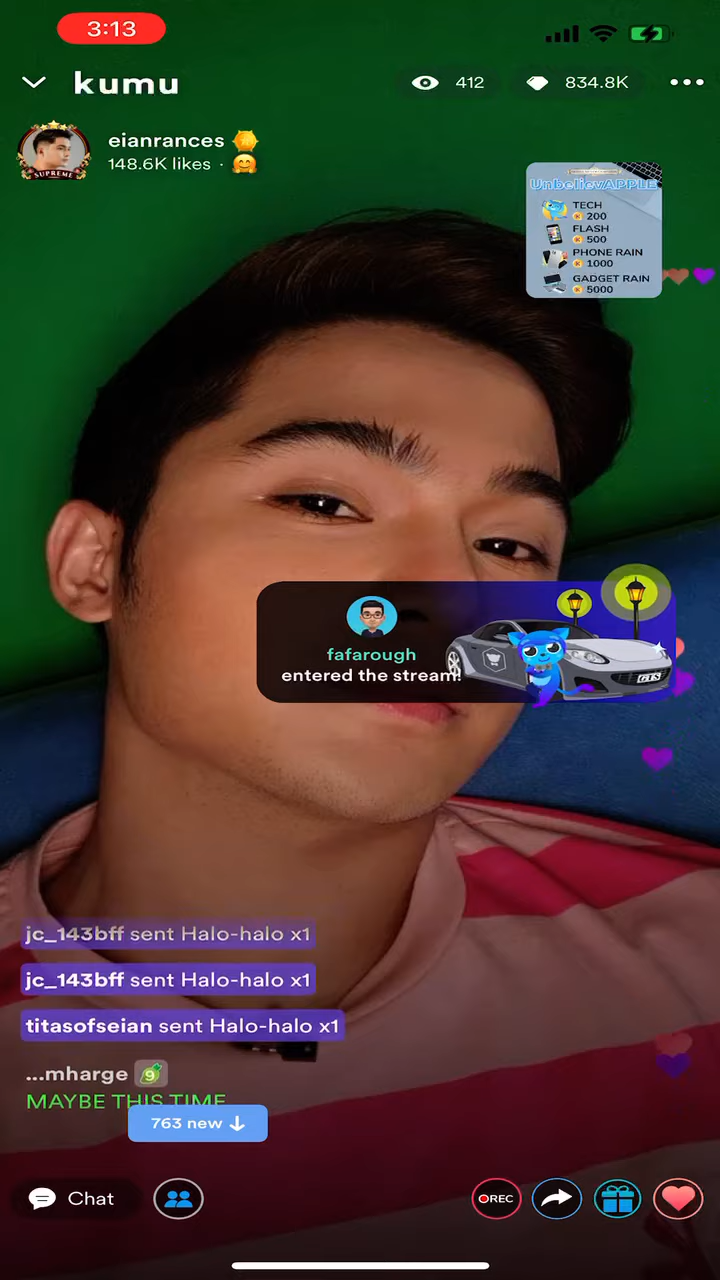 3:13
kumu
412
834.8K
eianrances
148.6K likes ·
SUPREME
UnbelievAPPLE
TECH
200
FLASH
500
PHONE RAIN
1000
GADGET RAIN
5000
fafarough
entered the stream!
GTS
jc_143bff sent Halo-halo x1
jc_143bff sent Halo-halo x1
titasofseian sent Halo-halo x1
...mharge 9
MAYBE THIS TIME
763 new
Chat
REC